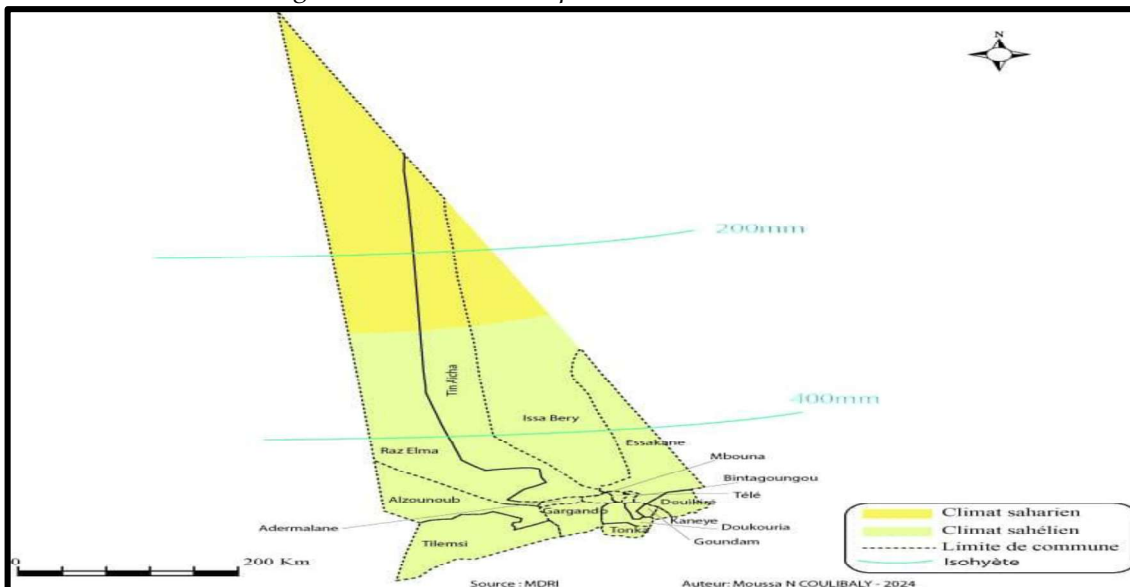 N
200mm
400mm
Tin Aicha
Issa Bery
Essakane
Raz Elma
Mbouna
Bintagoungou
Alzounoub
Télé
Adermalane
Gargando
Kaneye
Tonka
Doukouria
Tilemsi
Goundam
0
200 Km
Climat saharien
Climat sahélien
Limite de commune
Isohyète
Source : MDRI
Auteur: Moussa N COULIBALY - 2024